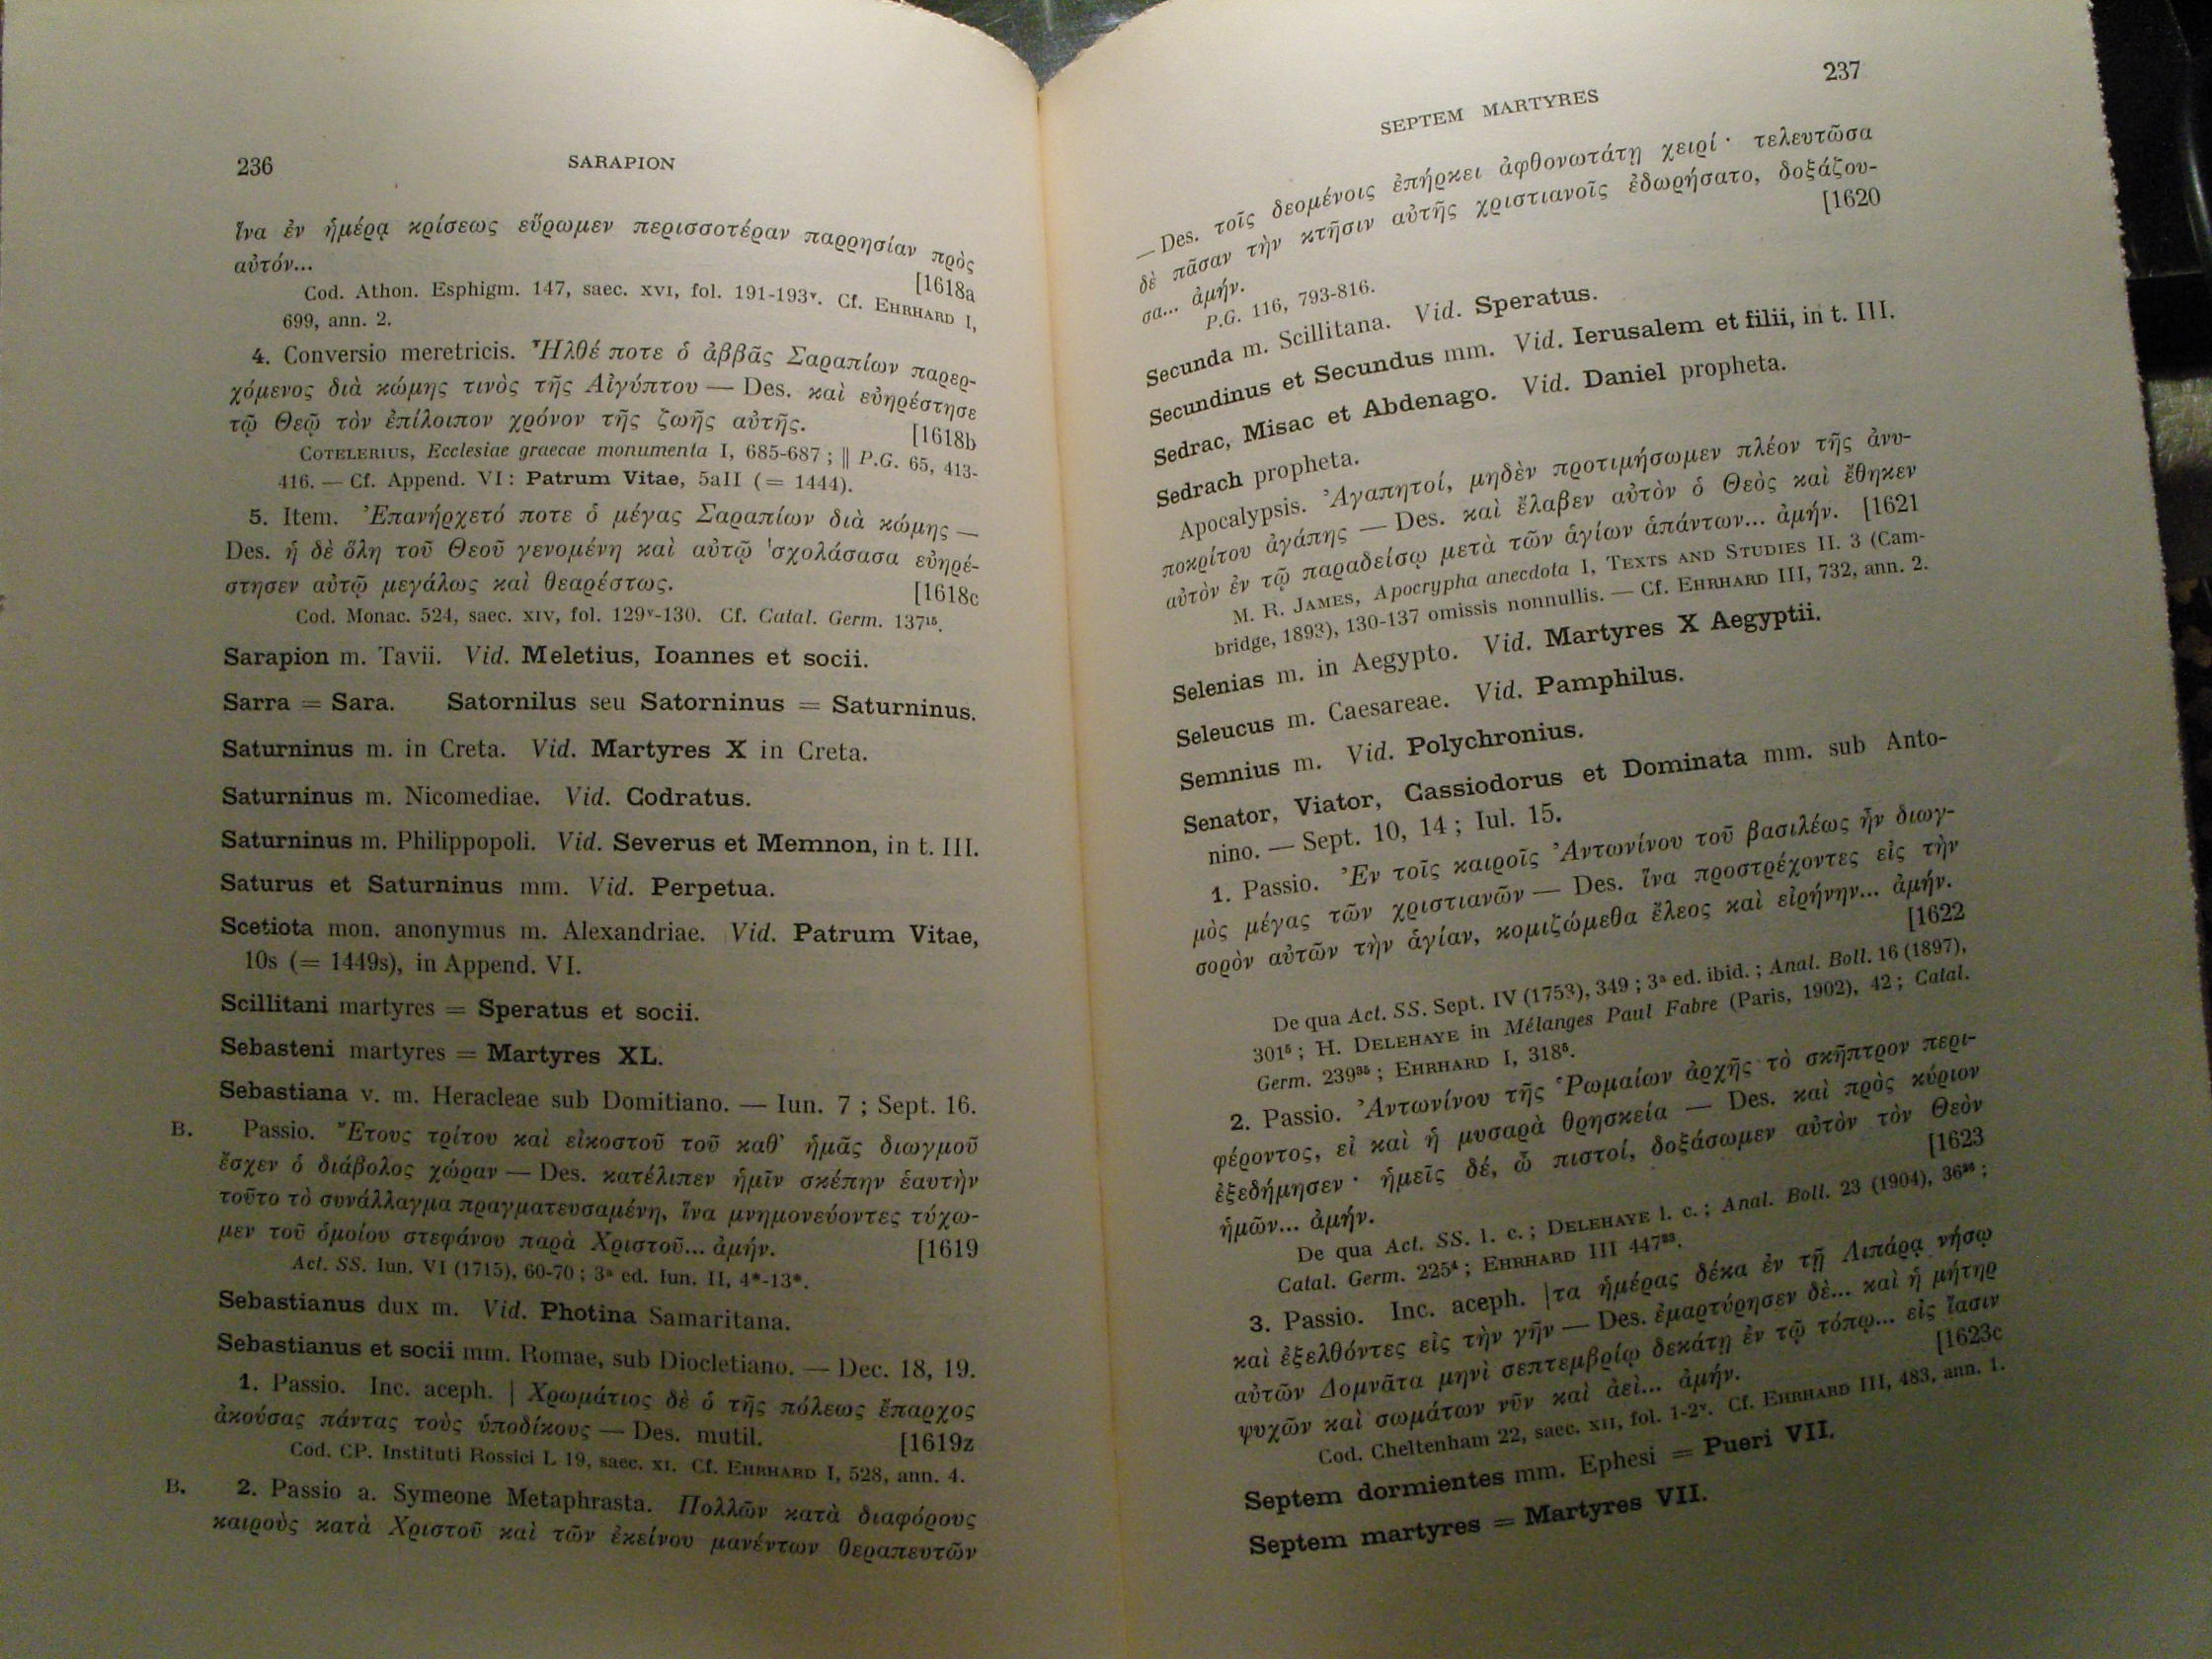 236
SARAPION
ἵνα ἐν ἡμέρᾳ κρίσεως εὕρωμεν περισσοτέραν παρρησίαν πρὸς
αὐτόν... [1618a
Cod. Athon. Esphigm. 147, saec. XVI, fol. 191-193ᵛ. Cf. EHRHARD I,
699, ann. 2.
4. Conversio meretricis. Ἦλθέ ποτε ὁ ἀββᾶς Σαραπίων παρερ-
χόμενος διὰ κώμης τινὸς τῆς Αἰγύπτου — Des. καὶ εὐηρέστησε
τῷ Θεῷ τὸν ἐπίλοιπον χρόνον τῆς ζωῆς αὐτῆς. [1618b
COTELERIUS, Ecclesiae graecae monumenta I, 685-687 ; || P.G. 65, 413-
416. — Cf. Append. VI : Patrum Vitae, 5aII (= 1444).
5. Item. Ἐπανήρχετό ποτε ὁ μέγας Σαραπίων διὰ κώμης —
Des. ἡ δὲ ὅλη τοῦ Θεοῦ γενομένη καὶ αὐτῷ 'σχολάσασα εὐηρέ-
στησεν αὐτῷ μεγάλως καὶ θεαρέστως. [1618c
Cod. Monac. 524, saec. XIV, fol. 129ᵛ-130. Cf. Catal. Germ. 137¹⁵.
Sarapion m. Tavii. Vid. Meletius, Ioannes et socii.
Sarra = Sara. Satornilus seu Satorninus = Saturninus.
Saturninus m. in Creta. Vid. Martyres X in Creta.
Saturninus m. Nicomediae. Vid. Codratus.
Saturninus m. Philippopoli. Vid. Severus et Memnon, in t. III.
Saturus et Saturninus mm. Vid. Perpetua.
Scetiota mon. anonymus m. Alexandriae. Vid. Patrum Vitae,
10s (= 1449s), in Append. VI.
Scillitani martyres = Speratus et socii.
Sebasteni martyres = Martyres XL.
Sebastiana v. m. Heracleae sub Domitiano. — Iun. 7 ; Sept. 16.
B. Passio. Ἔτους τρίτου καὶ εἰκοστοῦ τοῦ καθ' ἡμᾶς διωγμοῦ
ἔσχεν ὁ διάβολος χώραν — Des. κατέλιπεν ἡμῖν σκέπην ἑαυτὴν
τοῦτο τὸ συνάλλαγμα πραγματευσαμένη, ἵνα μνημονεύοντες τύχω-
μεν τοῦ ὁμοίου στεφάνου παρὰ Χριστοῦ... ἀμήν. [1619
Act. SS. Iun. VI (1715), 60-70 ; 3ᵃ ed. Iun. II, 4*-13*.
Sebastianus dux m. Vid. Photina Samaritana.
Sebastianus et socii mm. Romae, sub Diocletiano. — Dec. 18, 19.
1. Passio. Inc. aceph. | Χρωμάτιος δὲ ὁ τῆς πόλεως ἔπαρχος
ἀκούσας πάντας τοὺς ὑποδίκους — Des. mutil. [1619z
Cod. CP. Instituti Rossici L 19, saec. XI. Cf. EHRHARD I, 528, ann. 4.
B. 2. Passio a. Symeone Metaphrasta. Πολλῶν κατὰ διαφόρους
καιροὺς κατὰ Χριστοῦ καὶ τῶν ἐκείνου μανέντων θεραπευτῶν
SEPTEM MARTYRES
237
— Des. τοῖς δεομένοις ἐπήρκει ἀφθονωτάτῃ χειρί · τελευτῶσα
δὲ πᾶσαν τὴν κτῆσιν αὐτῆς χριστιανοῖς ἐδωρήσατο, δοξάζου-
σα... ἀμήν. [1620
P.G. 116, 793-816.
Secunda m. Scillitana. Vid. Speratus.
Secundinus et Secundus mm. Vid. Ierusalem et filii, in t. III.
Sedrac, Misac et Abdenago. Vid. Daniel propheta.
Sedrach propheta.
Apocalypsis. Ἀγαπητοί, μηδὲν προτιμήσωμεν πλέον τῆς ἀνυ-
ποκρίτου ἀγάπης — Des. καὶ ἔλαβεν αὐτὸν ὁ Θεὸς καὶ ἔθηκεν
αὐτὸν ἐν τῷ παραδείσῳ μετὰ τῶν ἁγίων ἁπάντων... ἀμήν. [1621
M. R. JAMES, Apocrypha anecdota I, TEXTS AND STUDIES II. 3 (Cam-
bridge, 1893), 130-137 omissis nonnullis. — Cf. EHRHARD III, 732, ann. 2.
Selenias m. in Aegypto. Vid. Martyres X Aegyptii.
Seleucus m. Caesareae. Vid. Pamphilus.
Semnius m. Vid. Polychronius.
Senator, Viator, Cassiodorus et Dominata mm. sub Anto-
nino. — Sept. 10, 14 ; Iul. 15.
1. Passio. Ἐν τοῖς καιροῖς Ἀντωνίνου τοῦ βασιλέως ἦν διωγ-
μὸς μέγας τῶν χριστιανῶν — Des. ἵνα προστρέχοντες εἰς τὴν
σορὸν αὐτῶν τὴν ἁγίαν, κομιζώμεθα ἔλεος καὶ εἰρήνην... ἀμήν.
[1622
De qua Act. SS. Sept. IV (1753), 349 ; 3ᵃ ed. ibid. ; Anal. Boll. 16 (1897),
301⁵ ; H. DELEHAYE in Mélanges Paul Fabre (Paris, 1902), 42 ; Catal.
Germ. 239³⁵ ; EHRHARD I, 318⁵.
2. Passio. Ἀντωνίνου τῆς Ῥωμαίων ἀρχῆς τὸ σκῆπτρον περι-
φέροντος, εἰ καὶ ἡ μυσαρὰ θρησκεία — Des. καὶ πρὸς κύριον
ἐξεδήμησεν · ἡμεῖς δέ, ὦ πιστοί, δοξάσωμεν αὐτὸν τὸν Θεὸν
ἡμῶν... ἀμήν. [1623
De qua Act. SS. l. c. ; DELEHAYE l. c. ; Anal. Boll. 23 (1904), 36 ;
Catal. Germ. 225⁴ ; EHRHARD III 447²³.
3. Passio. Inc. aceph. |τα ἡμέρας δέκα ἐν τῇ Λιπάρᾳ νήσῳ
καὶ ἐξελθόντες εἰς τὴν γῆν — Des. ἐμαρτύρησεν δὲ... καὶ ἡ μήτηρ
αὐτῶν Δομνᾶτα μηνὶ σεπτεμβρίῳ δεκάτῃ ἐν τῷ τόπῳ... εἰς ἴασιν
ψυχῶν καὶ σωμάτων νῦν καὶ ἀεὶ... ἀμήν. [1623c
Cod. Cheltenham 22, saec. XII, fol. 1-2ᵛ. Cf. EHRHARD III, 483, ann. 1.
Septem dormientes mm. Ephesi = Pueri VII.
Septem martyres = Martyres VII.